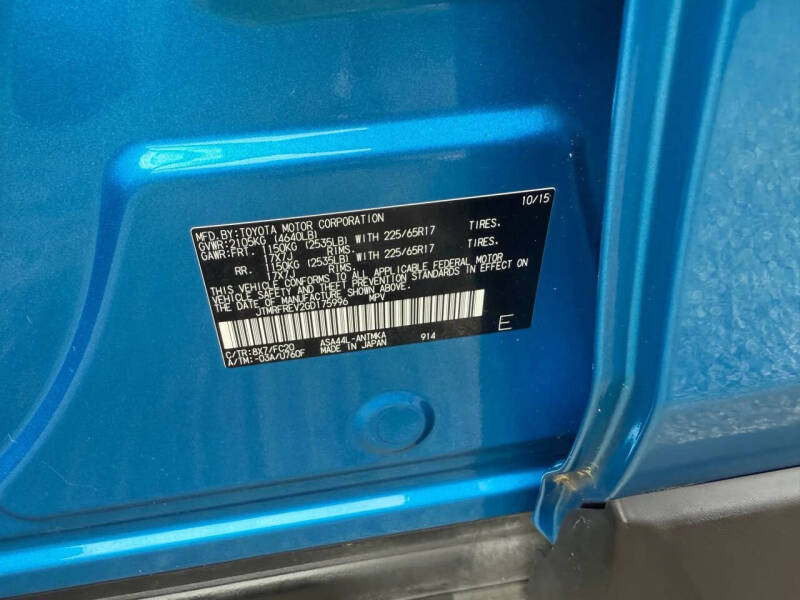 MFD.BY:TOYOTA MOTOR CORPORATION 10/15
GVWR:2105KG (4640LB)
GAWR:FRT. 1150KG (2535LB) WITH 225/65R17 TIRES.
17X7J RIMS.
RR. 1150KG (2535LB) WITH 225/65R17 TIRES.
17X7J RIMS.
THIS VEHICLE CONFORMS TO ALL APPLICABLE FEDERAL MOTOR
VEHICLE SAFETY AND THEFT PREVENTION STANDARDS IN EFFECT ON
THE DATE OF MANUFACTURE SHOWN ABOVE.
JTMRFREV2GD175996 MPV
C/TR:8X7/FC20 ASA44L-ANTMKA 914 E
A/TM:-03A/U760F MADE IN JAPAN